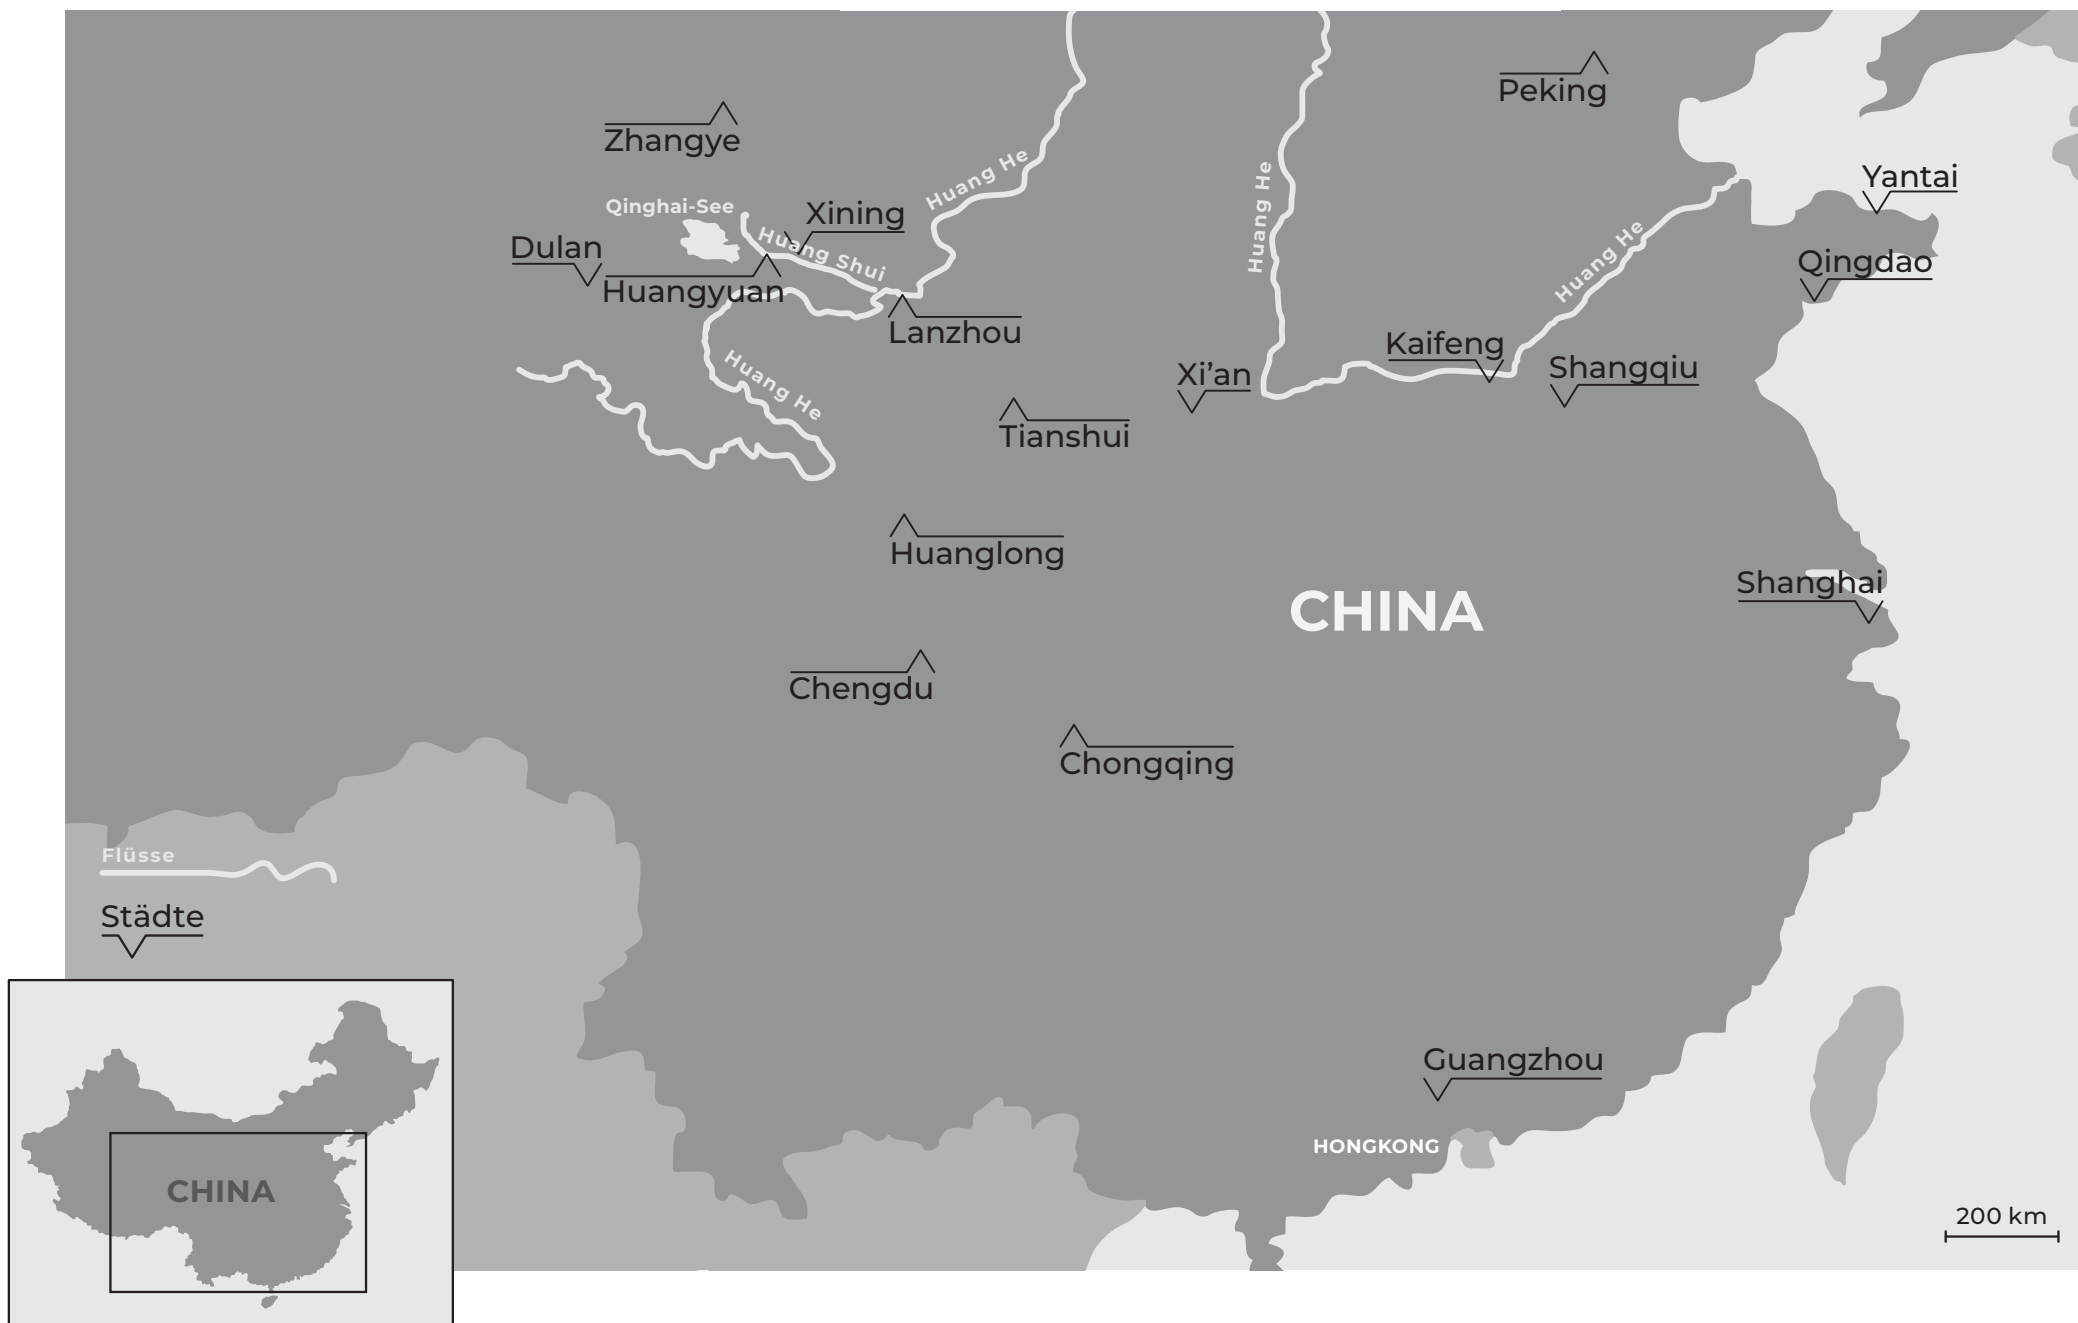 Peking
Zhangye
Huang He
Yantai
Qinghai-See
Xining
Huang He
Dulan
Huang Shui
Qingdao
Huang He
Huangyuan
Lanzhou
Kaifeng
Shangqiu
Xi’an
Huang He
Tianshui
Huanglong
Shanghai
CHINA
Chengdu
Chongqing
Flüsse
Städte
Guangzhou
HONGKONG
CHINA
200 km